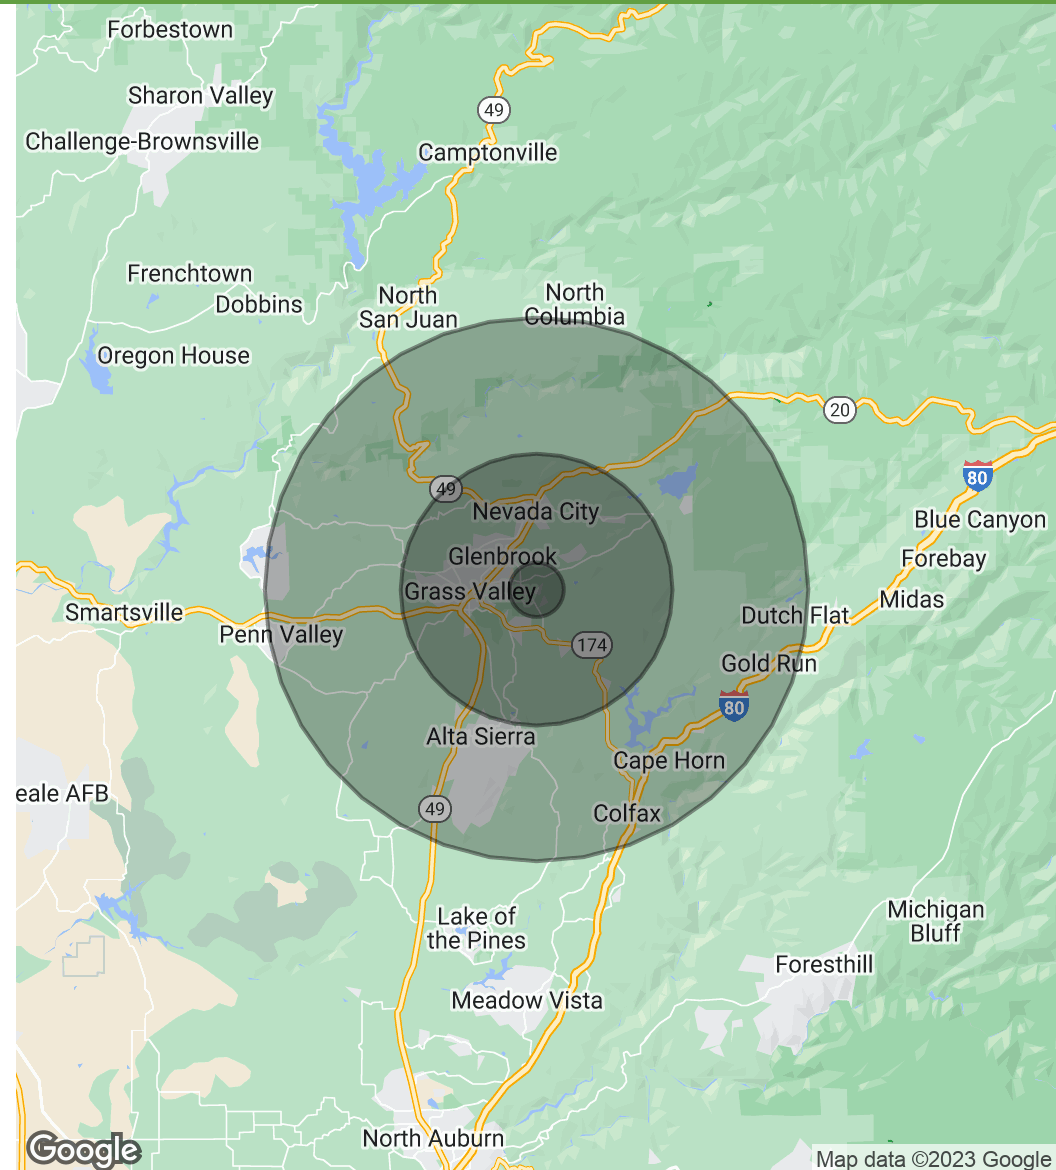 Forbestown
Sharon Valley
49
Challenge-Brownsville
Camptonville
Frenchtown
Dobbins
North
San Juan
North
Columbia
Oregon House
20
80
49
Nevada City
Blue Canyon
Glenbrook
Forebay
Grass Valley
Midas
Smartsville
Dutch Flat
Penn Valley
174
Gold Run
80
Alta Sierra
Cape Horn
eale AFB
49
Colfax
Lake of
the Pines
Michigan
Bluff
Foresthill
Meadow Vista
North Auburn
Google
Map data ©2023 Google